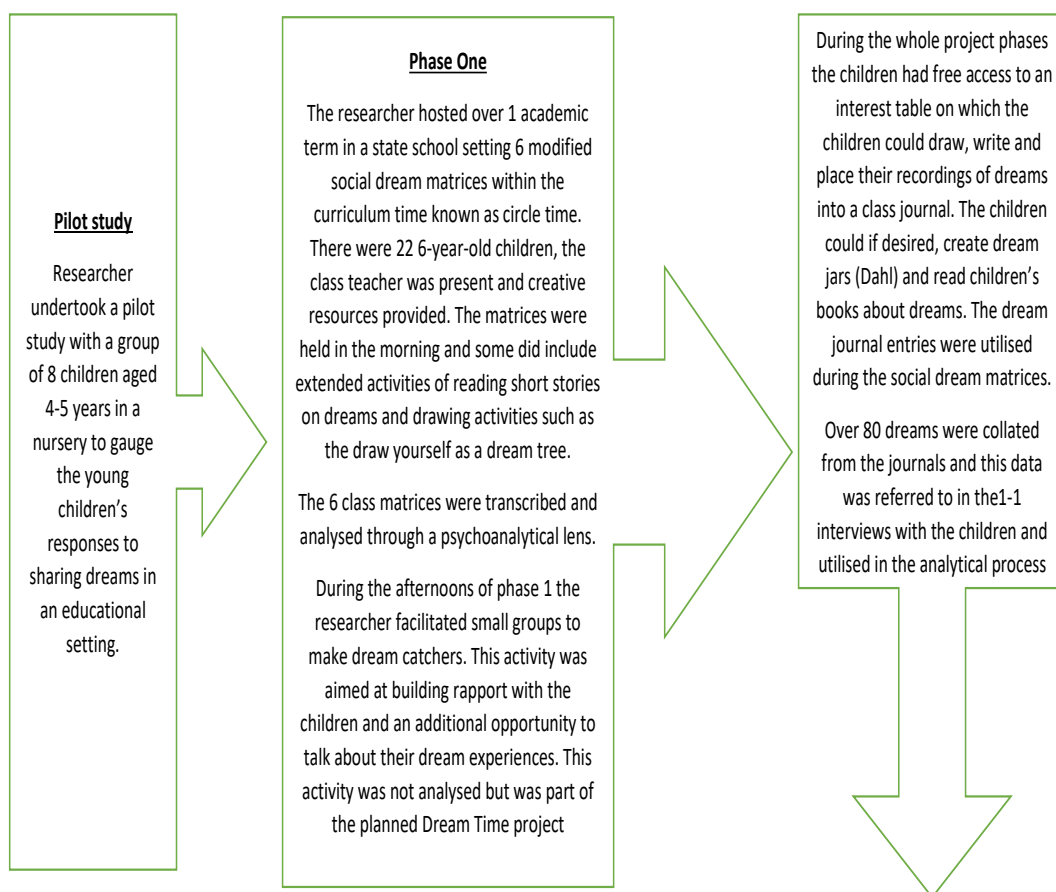 Pilot study
Researcher
undertook a pilot
study with a group
of 8 children aged
4-5 years in a
nursery to gauge
the young
children's
responses to
sharing dreams in
an educational
setting.
Phase One
The researcher hosted over 1 academic
term in a state school setting 6 modified
social dream matrices within the
curriculum time known as circle time.
There were 22 6-year-old children, the
class teacher was present and creative
resources provided. The matrices were
held in the morning and some did include
extended activities of reading short stories
on dreams and drawing activities such as
the draw yourself as a dream tree.
The 6 class matrices were transcribed and
analysed through a psychoanalytical lens.
During the afternoons of phase 1 the
researcher facilitated small groups to
make dream catchers. This activity was
aimed at building rapport with the
children and an additional opportunity to
talk about their dream experiences. This
activity was not analysed but was part of
the planned Dream Time project
During the whole project phases
the children had free access to an
interest table on which the
children could draw, write and
place their recordings of dreams
into a class journal. The children
could if desired, create dream
jars (Dahl) and read children's
books about dreams. The dream
journal entries were utilised
during the social dream matrices.
Over 80 dreams were collated
from the journals and this data
was referred to in the1-1
interviews with the children and
utilised in the analytical process